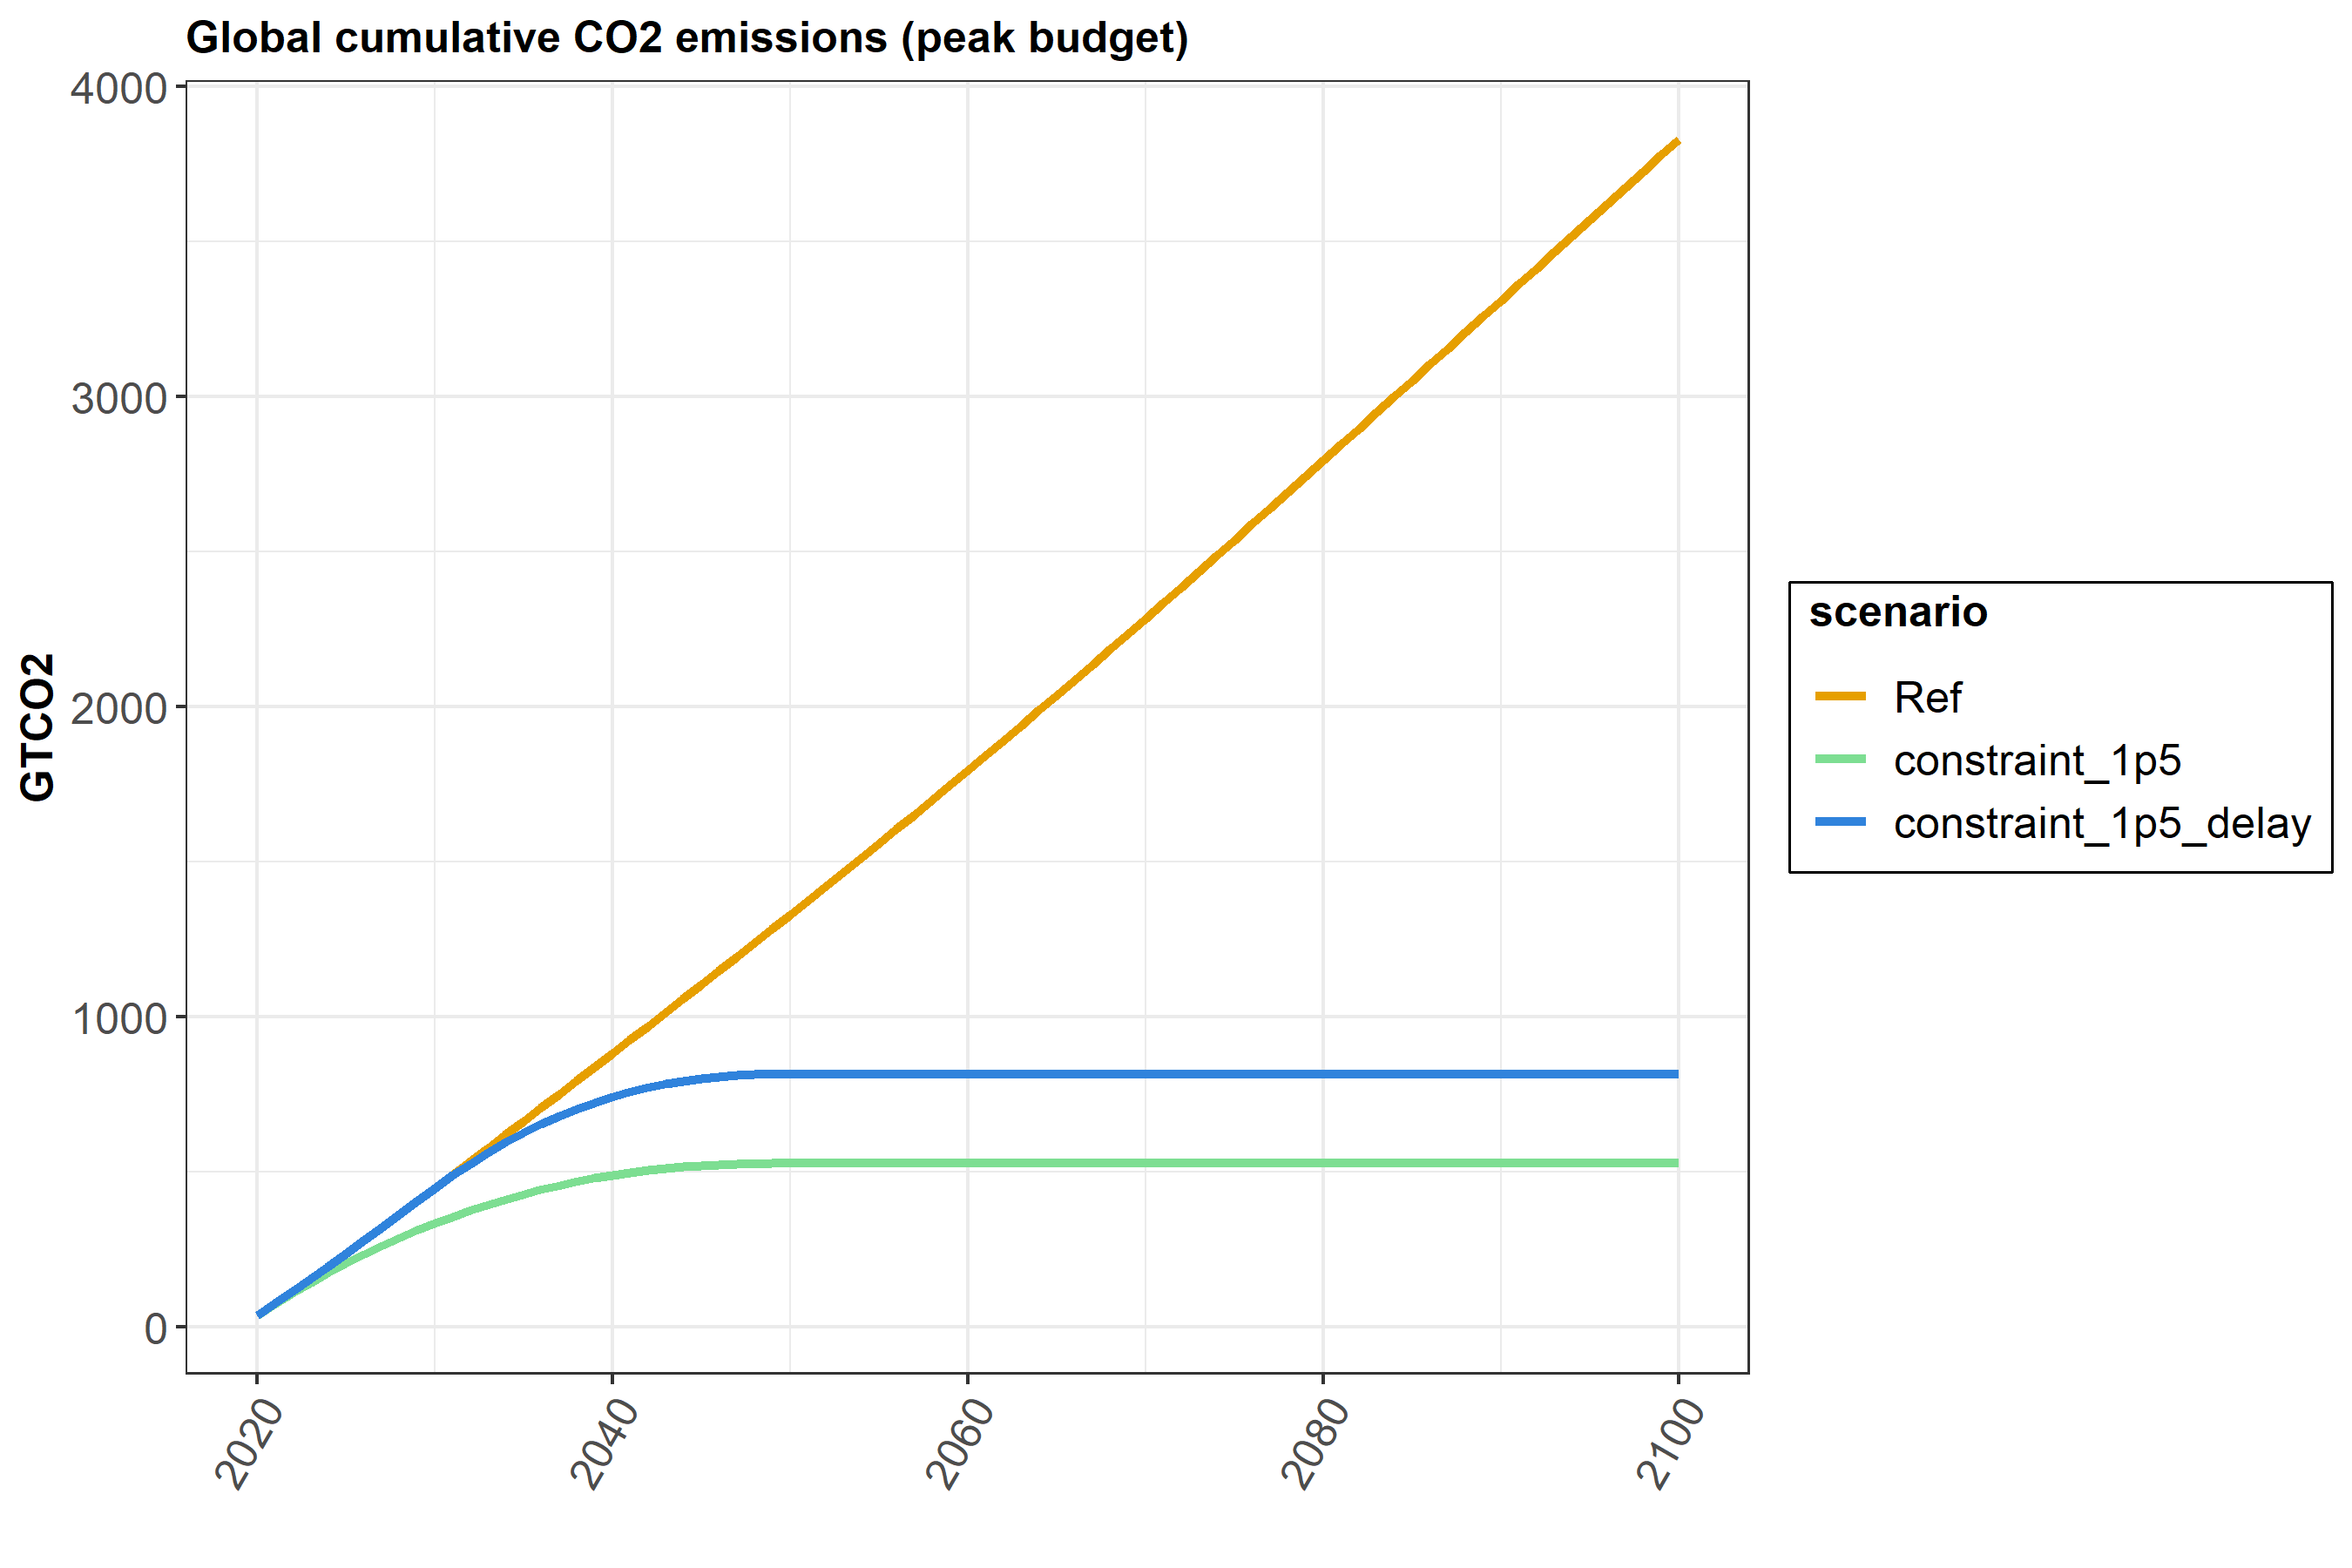 Global cumulative CO2 emissions (peak budget)
GTCO2
4000
3000
2000
1000
0
2020
2040
2060
2080
2100
scenario
Ref
constraint_1p5
constraint_1p5_delay